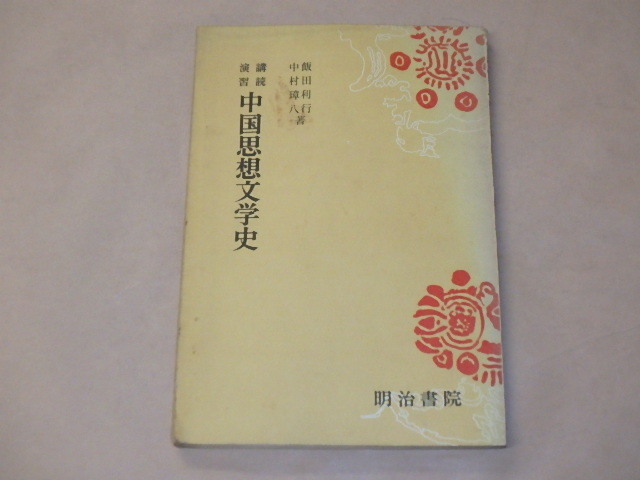 飯田利行
中村璋八 著
講読
演習
中国思想文学史
明治書院